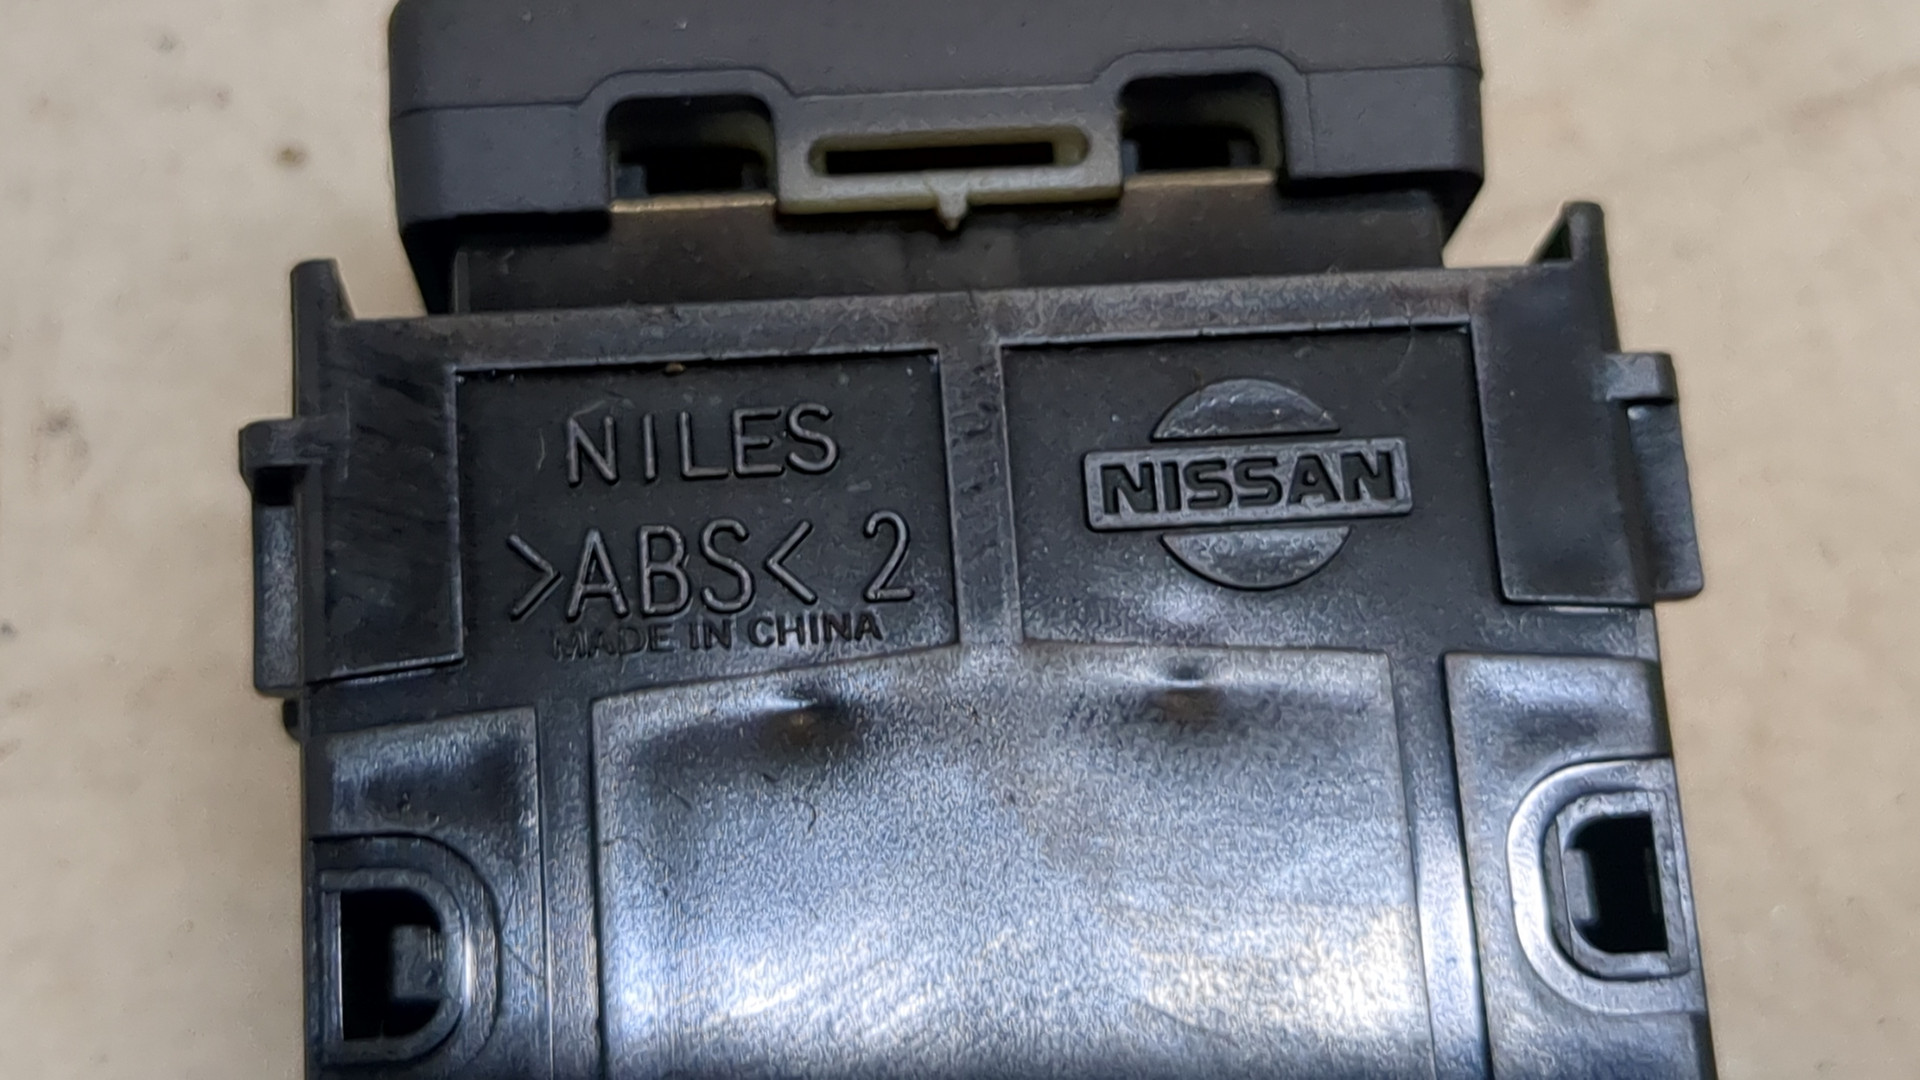 NILES
>ABS< 2
MADE IN CHINA
NISSAN